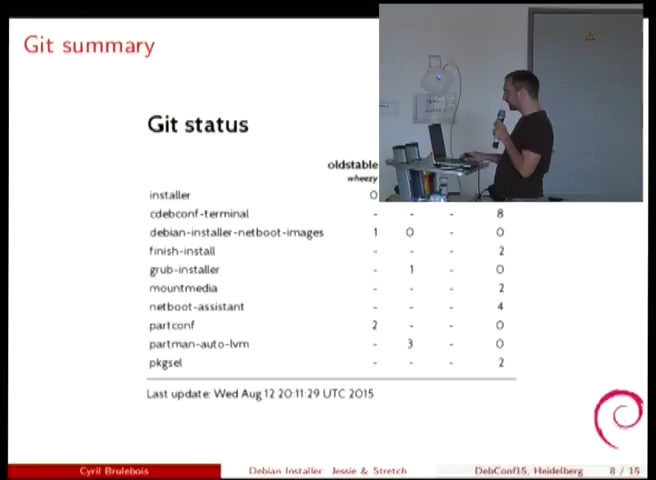 Git summary
Git status
oldstable
wheezy
installer 0
cdebconf-terminal - - - 8
debian-installer-netboot-images 1 0 - 0
finish-install - - - 2
grub-installer - 1 - 0
mountmedia - - - 2
netboot-assistant - - - 4
partconf 2 - - 0
partman-auto-lvm - 3 - 0
pkgsel - - - 2
Last update: Wed Aug 12 20:11:29 UTC 2015
Cyril Brulebois Debian Installer: Jessie & Stretch DebConf15, Heidelberg 8 / 15